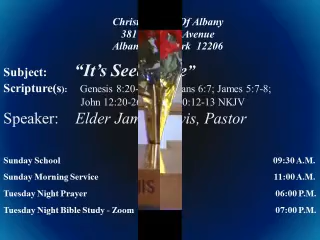 Christ Of Albany
381 Avenue
Alban rk 12206
Subject: “It’s See e”
Scripture(s): Genesis 8:20- ans 6:7; James 5:7-8;
John 12:20-2 0:12-13 NKJV
Speaker: Elder Jam is, Pastor
Sunday School 09:30 A.M.
Sunday Morning Service 11:00 A.M.
Tuesday Night Prayer 06:00 P.M.
Tuesday Night Bible Study - Zoom 07:00 P.M.